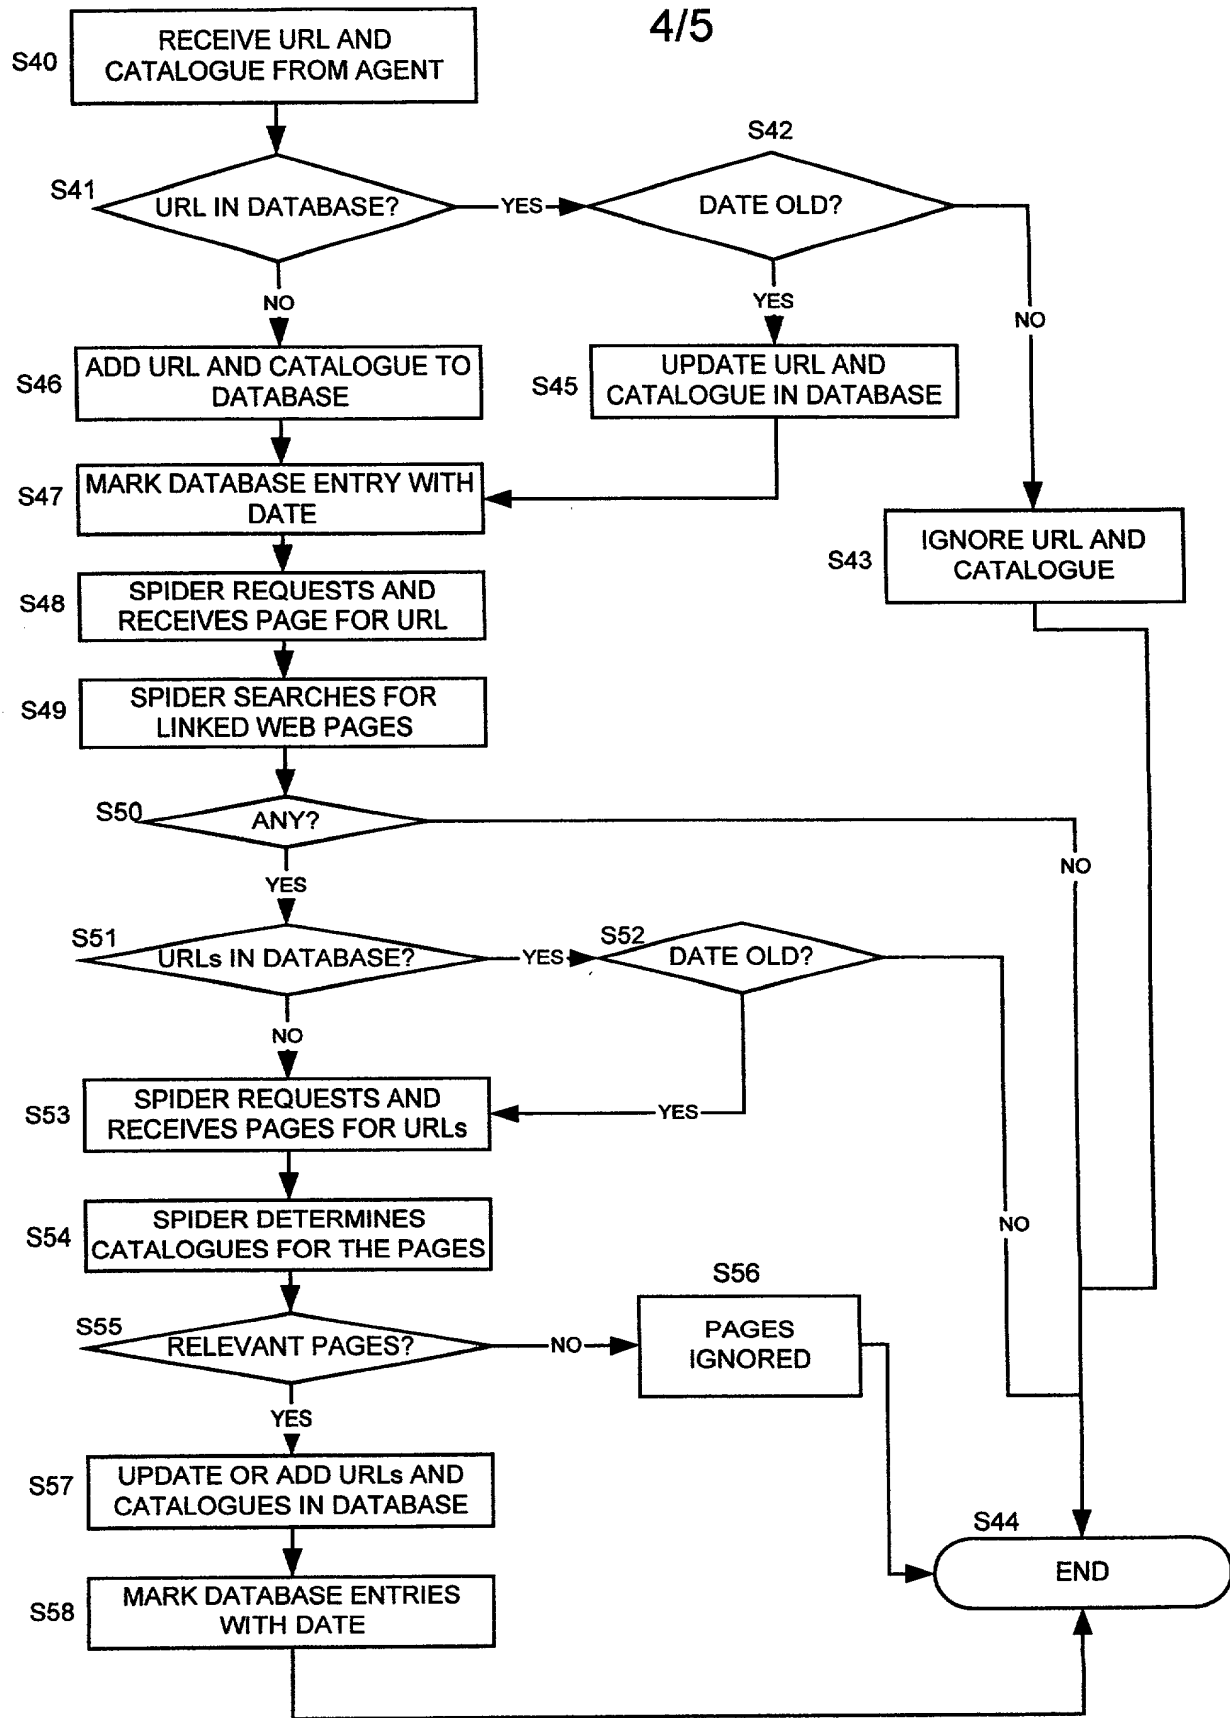 4/5
S40
RECEIVE URL AND
CATALOGUE FROM AGENT
S41
URL IN DATABASE?
YES
S42
DATE OLD?
NO
YES
NO
S46
ADD URL AND CATALOGUE TO
DATABASE
S45
UPDATE URL AND
CATALOGUE IN DATABASE
S47
MARK DATABASE ENTRY WITH
DATE
S43
IGNORE URL AND
CATALOGUE
S48
SPIDER REQUESTS AND
RECEIVES PAGE FOR URL
S49
SPIDER SEARCHES FOR
LINKED WEB PAGES
S50
ANY?
NO
YES
S51
URLs IN DATABASE?
YES
S52
DATE OLD?
NO
YES
S53
SPIDER REQUESTS AND
RECEIVES PAGES FOR URLs
S54
SPIDER DETERMINES
CATALOGUES FOR THE PAGES
NO
S55
RELEVANT PAGES?
NO
S56
PAGES
IGNORED
YES
S57
UPDATE OR ADD URLs AND
CATALOGUES IN DATABASE
S44
END
S58
MARK DATABASE ENTRIES
WITH DATE